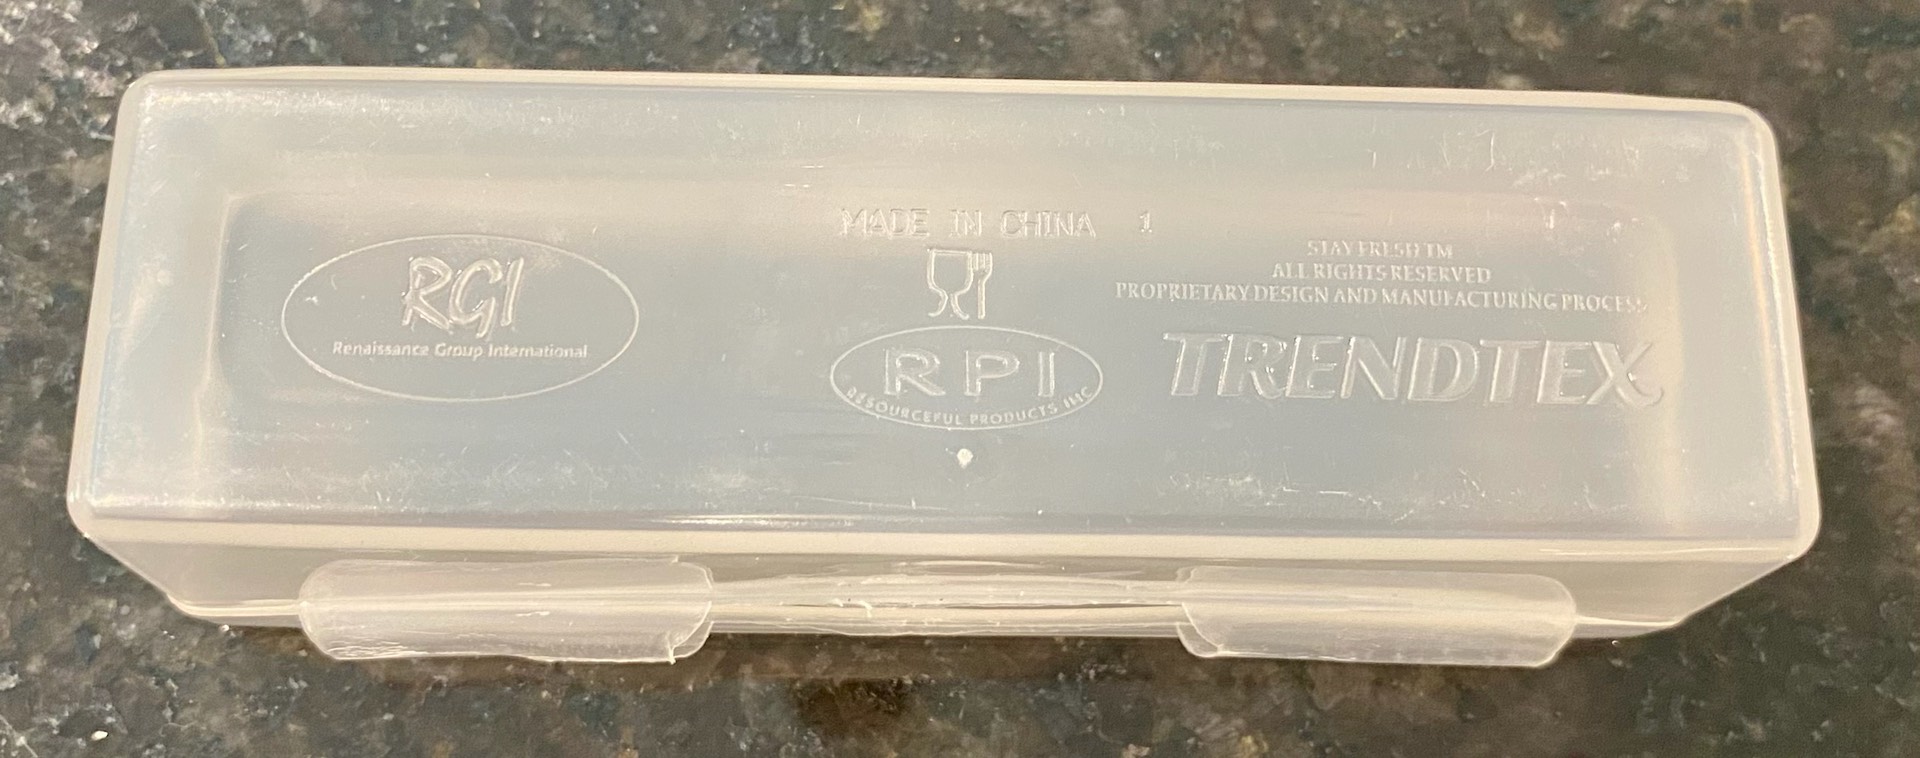 MADE IN CHINA 1
RGI
Renaissance Group International
RPI
RESOURCEFUL PRODUCTS INC
STAY FRESH TM
ALL RIGHTS RESERVED
PROPRIETARY DESIGN AND MANUFACTURING PROCESS
TRENDTEX